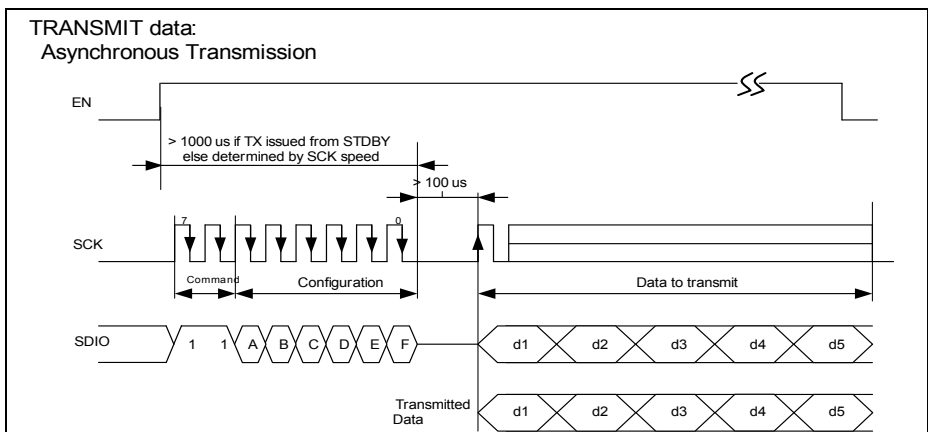 TRANSMIT data:
Asynchronous Transmission
EN
> 1000 us if TX issued from STDBY
else determined by SCK speed
> 100 us
7
0
SCK
Command
Configuration
Data to transmit
SDIO
1 1 A B C D E F
d1 d2 d3 d4 d5
Transmitted
Data
d1 d2 d3 d4 d5